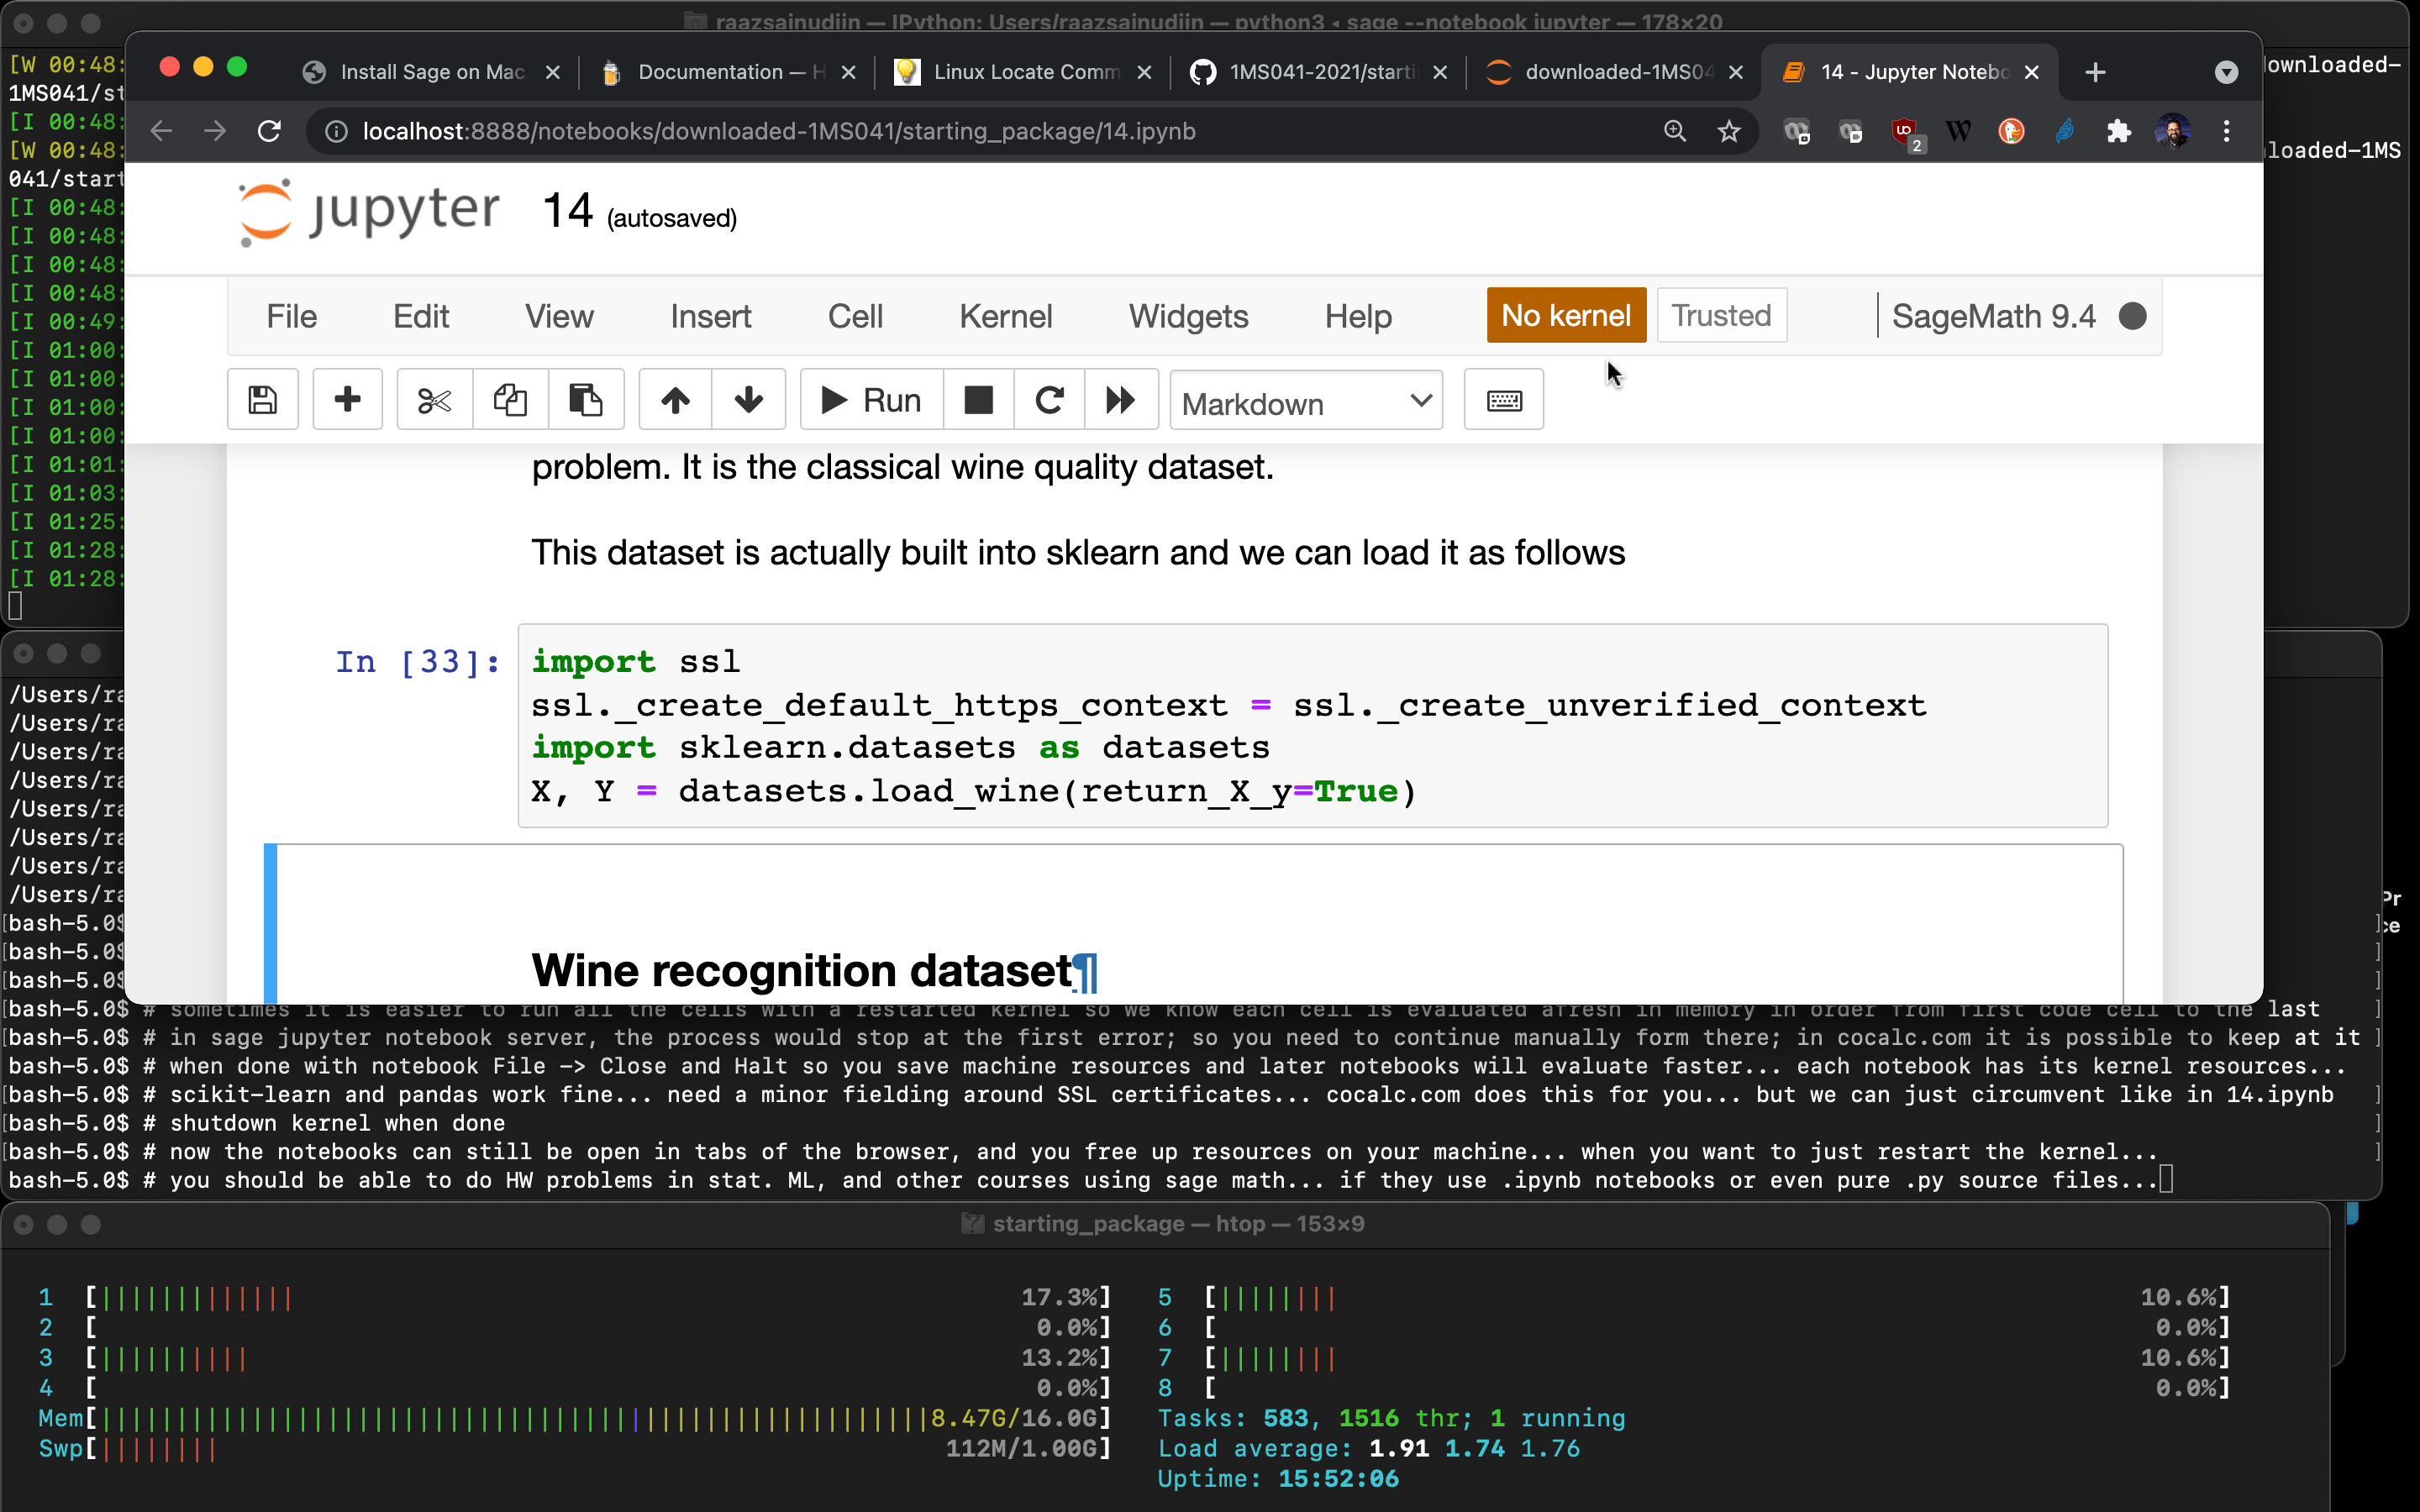 raazsainudiin — IPython: Users/raazsainudiin — python3 ◂ sage --notebook jupyter — 178×20
[W 00:48: ownloaded-
1MS041/st
[I 00:48:
[W 00:48: loaded-1MS
041/start
[I 00:48:
[I 00:48:
[I 00:48:
[I 00:48:
[I 00:49:
[I 01:00:
[I 01:00:
[I 01:00:
[I 01:00:
[I 01:01:
[I 01:03:
[I 01:25:
[I 01:28:
[I 01:28:
Install Sage on Mac Documentation — H Linux Locate Comm 1MS041-2021/starti downloaded-1MS04 14 - Jupyter Notebo
localhost:8888/notebooks/downloaded-1MS041/starting_package/14.ipynb
2
jupyter 14 (autosaved)
File Edit View Insert Cell Kernel Widgets Help No kernel Trusted SageMath 9.4
Run Markdown
problem. It is the classical wine quality dataset.
This dataset is actually built into sklearn and we can load it as follows
In [33]: import ssl
ssl._create_default_https_context = ssl._create_unverified_context
import sklearn.datasets as datasets
X, Y = datasets.load_wine(return_X_y=True)
Wine recognition dataset¶
/Users/ra
/Users/ra
/Users/ra
/Users/ra
/Users/ra
/Users/ra
/Users/ra
/Users/ra
[bash-5.0$
[bash-5.0$
[bash-5.0$
Pr
ce
[bash-5.0$ # sometimes it is easier to run all the cells with a restarted kernel so we know each cell is evaluated afresh in memory in order from first code cell to the last ]
[bash-5.0$ # in sage jupyter notebook server, the process would stop at the first error; so you need to continue manually form there; in cocalc.com it is possible to keep at it ]
bash-5.0$ # when done with notebook File -> Close and Halt so you save machine resources and later notebooks will evaluate faster... each notebook has its kernel resources...
[bash-5.0$ # scikit-learn and pandas work fine... need a minor fielding around SSL certificates... cocalc.com does this for you... but we can just circumvent like in 14.ipynb ]
[bash-5.0$ # shutdown kernel when done ]
[bash-5.0$ # now the notebooks can still be open in tabs of the browser, and you free up resources on your machine... when you want to just restart the kernel... ]
bash-5.0$ # you should be able to do HW problems in stat. ML, and other courses using sage math... if they use .ipynb notebooks or even pure .py source files...
starting_package — htop — 153×9
1 [||||||||||||| 17.3%] 5 [|||||||| 10.6%]
2 [ 0.0%] 6 [ 0.0%]
3 [|||||||||| 13.2%] 7 [|||||||| 10.6%]
4 [ 0.0%] 8 [ 0.0%]
Mem[||||||||||||||||||||||||||||||||||||||||||||||||||||||||8.47G/16.0G] Tasks: 583, 1516 thr; 1 running
Swp[|||||||| 112M/1.00G] Load average: 1.91 1.74 1.76
Uptime: 15:52:06